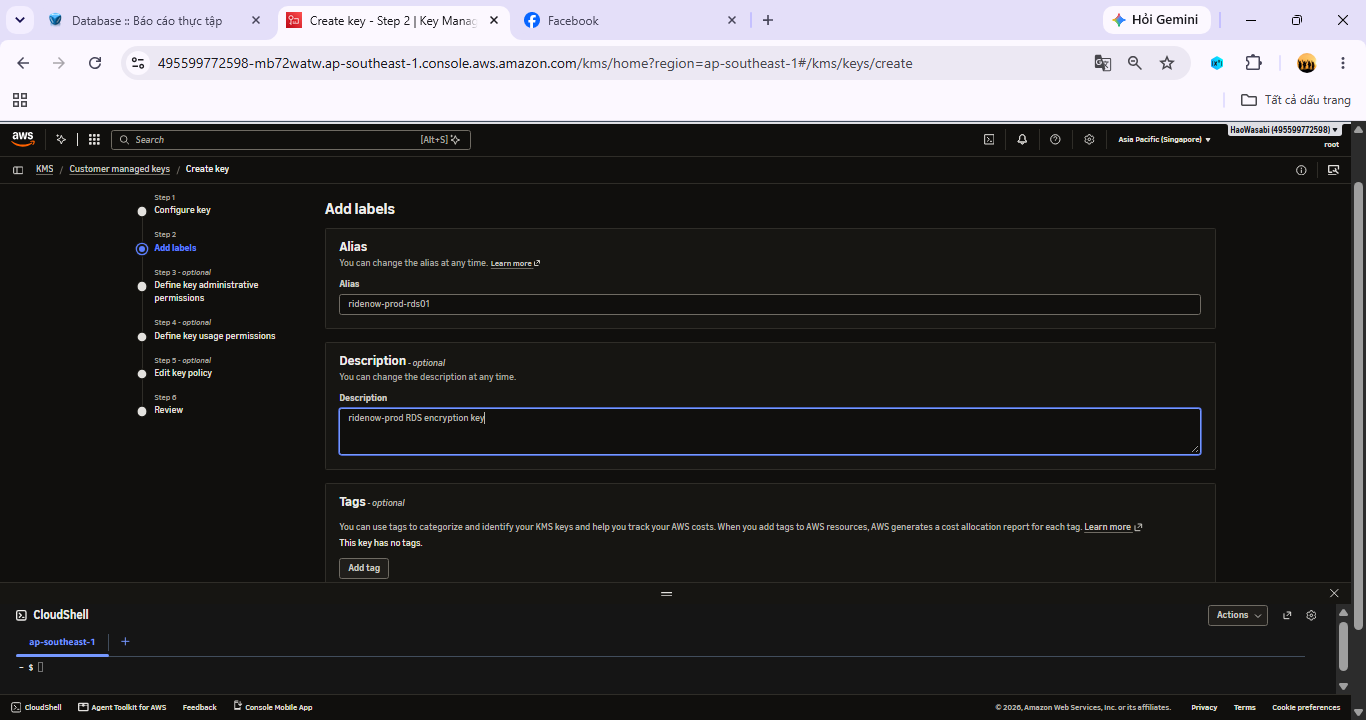 Database :: Báo cáo thực tập
Create key - Step 2 | Key Manag
Facebook
Hỏi Gemini
495599772598-mb72watw.ap-southeast-1.console.aws.amazon.com/kms/home?region=ap-southeast-1#/kms/keys/create
Tất cả dấu trang
aws
Search
[Alt+S]
Asia Pacific (Singapore)
HaoWasabi (495599772598)
root
KMS / Customer managed keys / Create key
Step 1
Configure key
Step 2
Add labels
Step 3 - optional
Define key administrative
permissions
Step 4 - optional
Define key usage permissions
Step 5 - optional
Edit key policy
Step 6
Review
Add labels
Alias
You can change the alias at any time. Learn more
Alias
ridenow-prod-rds01
Description - optional
You can change the description at any time.
Description
ridenow-prod RDS encryption key
Tags - optional
You can use tags to categorize and identify your KMS keys and help you track your AWS costs. When you add tags to AWS resources, AWS generates a cost allocation report for each tag. Learn more
This key has no tags.
Add tag
CloudShell
Actions
ap-southeast-1
~ $
CloudShell
Agent Toolkit for AWS
Feedback
Console Mobile App
© 2026, Amazon Web Services, Inc. or its affiliates.
Privacy
Terms
Cookie preferences